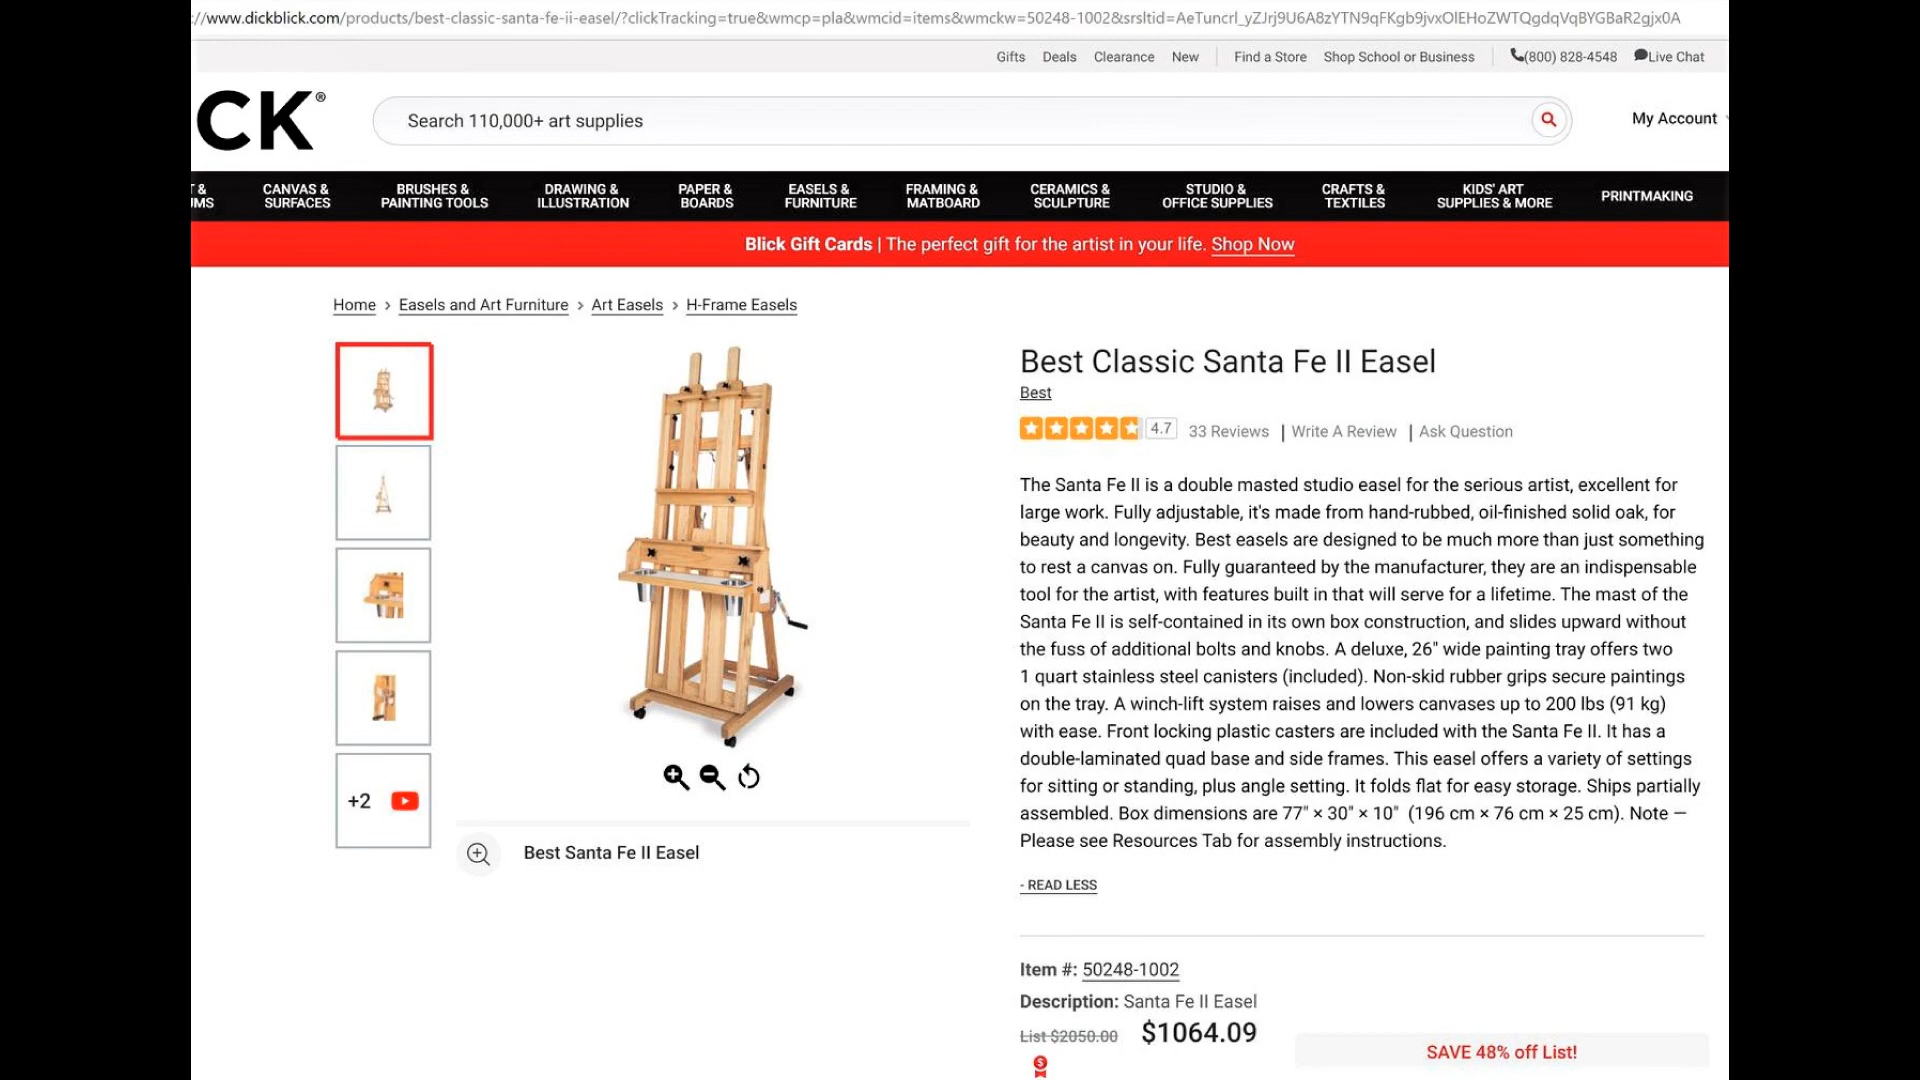 ://www.dickblick.com/products/best-classic-santa-fe-ii-easel/?clickTracking=true&wmcp=pla&wmcid=items&wmckw=50248-1002&srsltid=AeTuncrl_yZJrj9U6A8zYTN9qFKgb9jvxOlEHoZWTQgdqVqBYGBaR2gjx0A
Gifts Deals Clearance New Find a Store Shop School or Business (800) 828-4548 Live Chat
CK®
Search 110,000+ art supplies
My Account
T & UMS
CANVAS & SURFACES
BRUSHES & PAINTING TOOLS
DRAWING & ILLUSTRATION
PAPER & BOARDS
EASELS & FURNITURE
FRAMING & MATBOARD
CERAMICS & SCULPTURE
STUDIO & OFFICE SUPPLIES
CRAFTS & TEXTILES
KIDS' ART SUPPLIES & MORE
PRINTMAKING
Blick Gift Cards | The perfect gift for the artist in your life. Shop Now
Home > Easels and Art Furniture > Art Easels > H-Frame Easels
+2
Best Santa Fe II Easel
Best Classic Santa Fe II Easel
Best
4.7 33 Reviews | Write A Review | Ask Question
The Santa Fe II is a double masted studio easel for the serious artist, excellent for
large work. Fully adjustable, it's made from hand-rubbed, oil-finished solid oak, for
beauty and longevity. Best easels are designed to be much more than just something
to rest a canvas on. Fully guaranteed by the manufacturer, they are an indispensable
tool for the artist, with features built in that will serve for a lifetime. The mast of the
Santa Fe II is self-contained in its own box construction, and slides upward without
the fuss of additional bolts and knobs. A deluxe, 26" wide painting tray offers two
1 quart stainless steel canisters (included). Non-skid rubber grips secure paintings
on the tray. A winch-lift system raises and lowers canvases up to 200 lbs (91 kg)
with ease. Front locking plastic casters are included with the Santa Fe II. It has a
double-laminated quad base and side frames. This easel offers a variety of settings
for sitting or standing, plus angle setting. It folds flat for easy storage. Ships partially
assembled. Box dimensions are 77" × 30" × 10" (196 cm × 76 cm × 25 cm). Note —
Please see Resources Tab for assembly instructions.
- READ LESS
Item #: 50248-1002
Description: Santa Fe II Easel
List $2050.00 $1064.09
SAVE 48% off List!